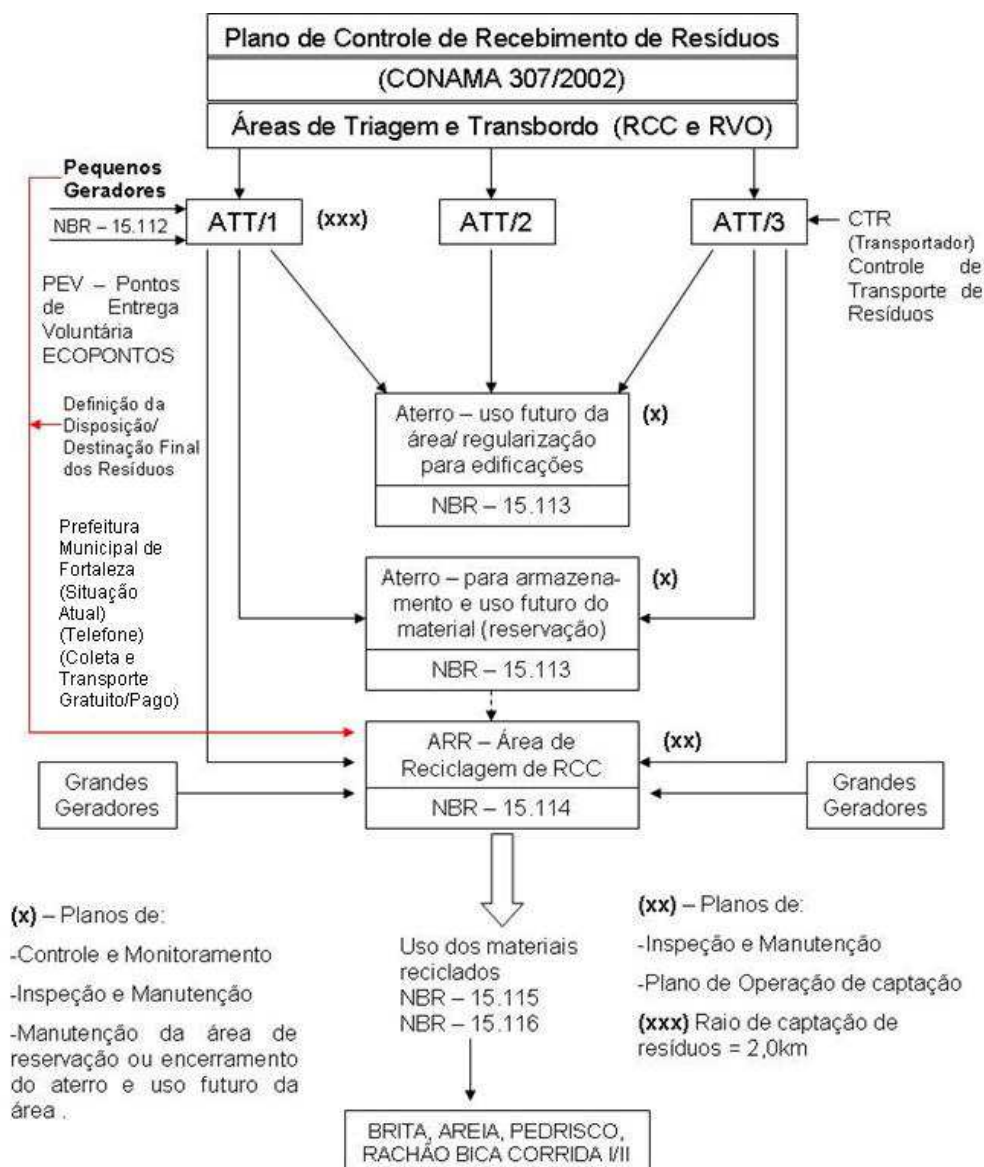 Plano de Controle de Recebimento de Resíduos
(CONAMA 307/2002)
Áreas de Triagem e Transbordo (RCC e RVO)
Pequenos
Geradores
NBR – 15.112
ATT/1
(xxx)
ATT/2
ATT/3
CTR
(Transportador)
Controle de
Transporte de
Resíduos
PEV – Pontos
de Entrega
Voluntária
ECOPONTOS
Definição da
Disposição/
Destinação Final
dos Resíduos
Prefeitura
Municipal de
Fortaleza
(Situação
Atual)
(Telefone)
(Coleta e
Transporte
Gratuito/Pago)
Aterro – uso futuro da
área/ regularização
para edificações
NBR – 15.113
(x)
Aterro – para armazena-
mento e uso futuro do
material (reservação)
NBR – 15.113
(x)
ARR – Área de
Reciclagem de RCC
NBR – 15.114
(xx)
Grandes
Geradores
Grandes
Geradores
(x) – Planos de:
-Controle e Monitoramento
-Inspeção e Manutenção
-Manutenção da área de
reservação ou encerramento
do aterro e uso futuro da
área .
Uso dos materiais
reciclados
NBR – 15.115
NBR – 15.116
(xx) – Planos de:
-Inspeção e Manutenção
-Plano de Operação de captação
(xxx) Raio de captação de
resíduos = 2,0km
BRITA, AREIA, PEDRISCO,
RACHÃO BICA CORRIDA I/II